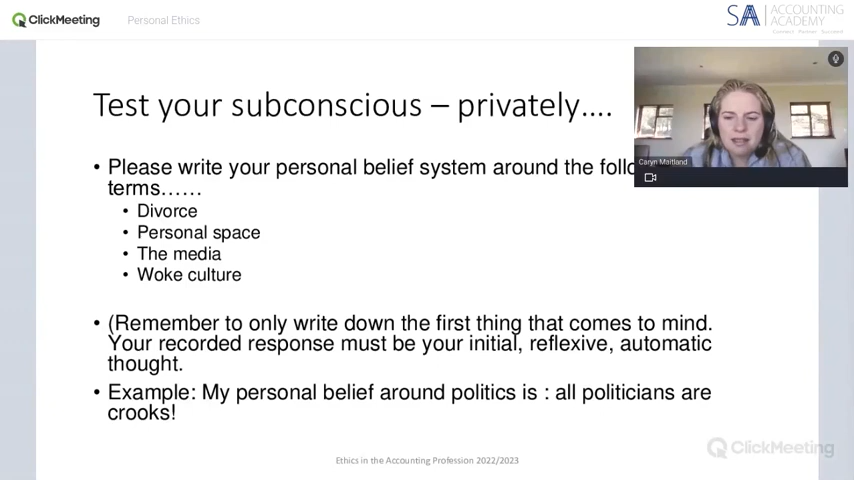 ClickMeeting
Personal Ethics
SAA ACCOUNTING
ACADEMY
Test your subconscious – privately....
Caryn Maitland
• Please write your personal belief system around the follo
terms……
• Divorce
• Personal space
• The media
• Woke culture
• (Remember to only write down the first thing that comes to mind.
Your recorded response must be your initial, reflexive, automatic
thought.
• Example: My personal belief around politics is : all politicians are
crooks!
ClickMeeting
Ethics in the Accounting Profession 2022/2023